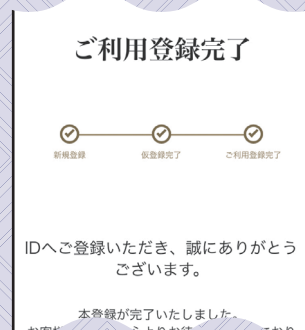 ご利用登録完了
新規登録
仮登録完了
ご利用登録完了
IDへご登録いただき、誠にありがとう
ございます。
本登録が完了いたしました。